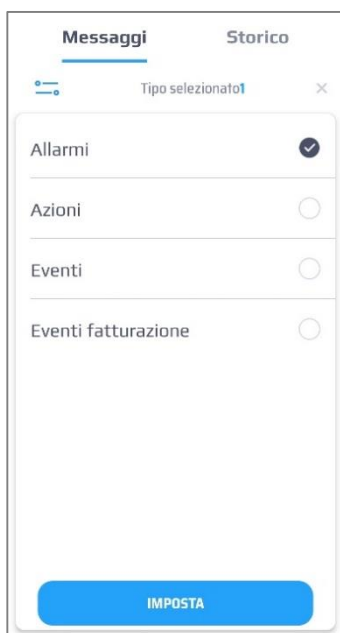 Messaggi Storico
Tipo selezionato1
Allarmi
Azioni
Eventi
Eventi fatturazione
IMPOSTA